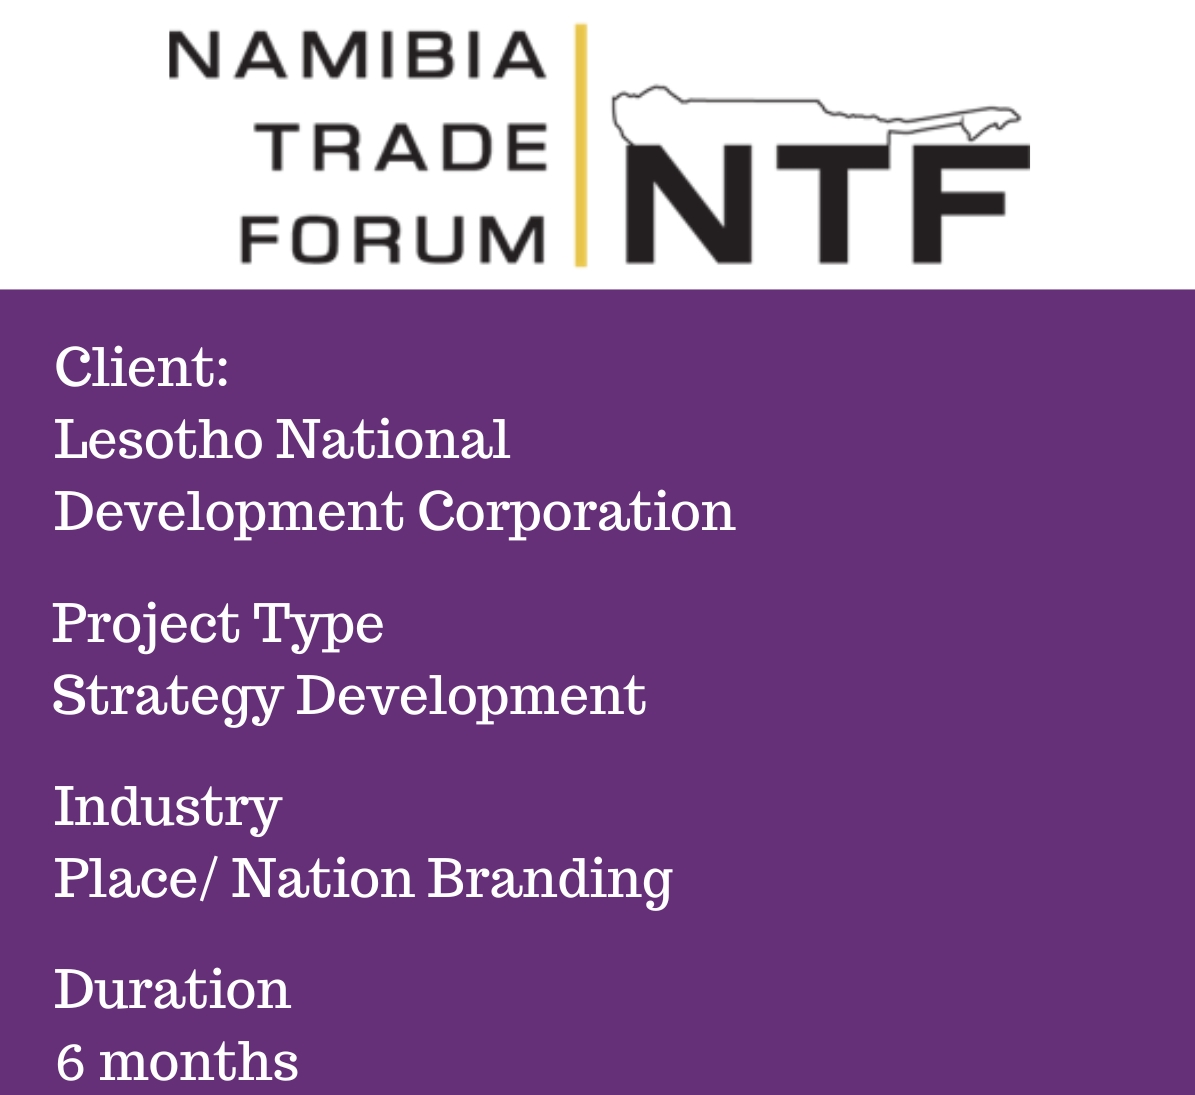 NAMIBIA
TRADE
FORUM
NTF
Client:
Lesotho National
Development Corporation
Project Type
Strategy Development
Industry
Place/ Nation Branding
Duration
6 months